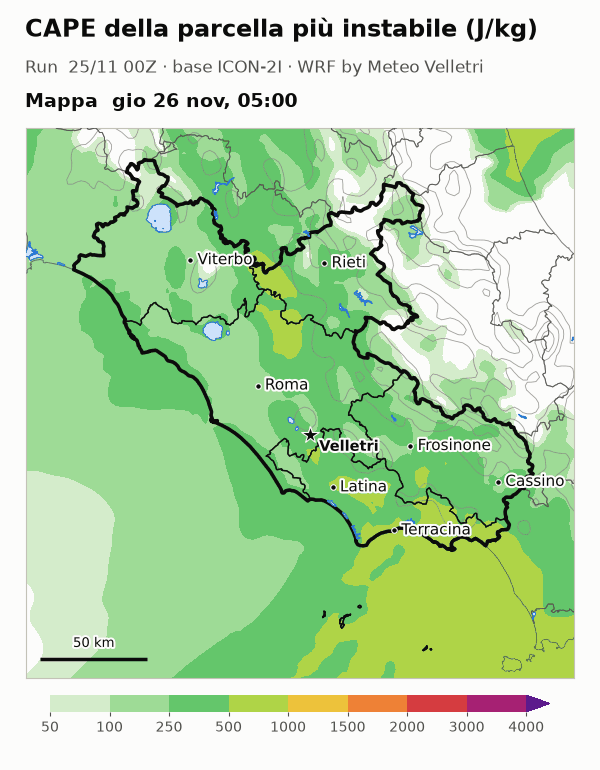 CAPE della parcella più instabile (J/kg)
Run  25/11 00Z · base ICON-2I · WRF by Meteo Velletri
Mappa  gio 26 nov, 05:00
Viterbo
Rieti
Roma
Velletri
Frosinone
Latina
Cassino
Terracina
50 km
50 100 250 500 1000 1500 2000 3000 4000